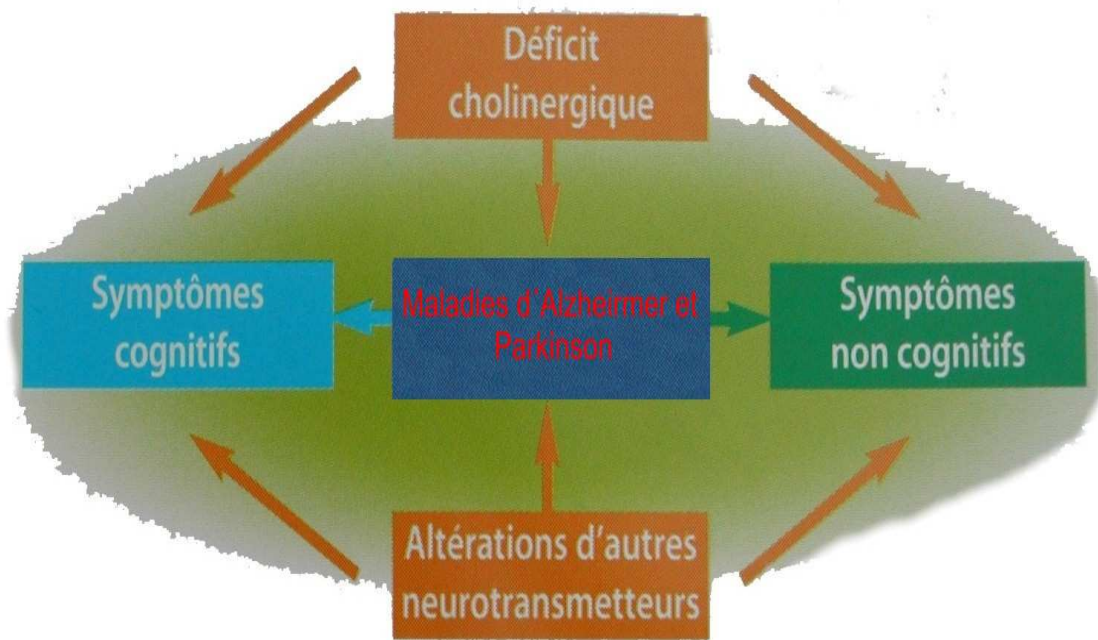 Déficit
cholinergique
Symptômes
cognitifs
Maladies d´Alzheirmer et
Parkinson
Symptômes
non cognitifs
Altérations d'autres
neurotransmetteurs